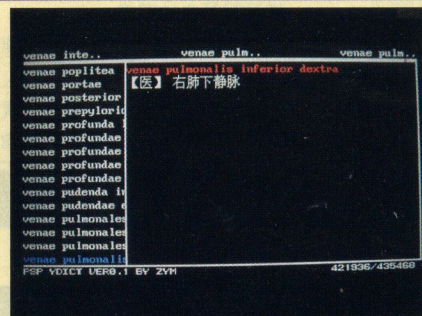 venae inte.. venae pulm.. venae pulm..
venae poplitea
venae portae
venae posterior
venae prepyloric
venae profunda
venae profundae
venae profundae
venae profundae
venae profundae
venae pudenda in
venae pudendae e
venae pulmonales
venae pulmonales
venae pulmonales
venae pulmonalis
venae pulmonalis inferior dextra
【医】 右肺下静脉
PSP YDICT VER0.1 BY ZYM 421936/435468